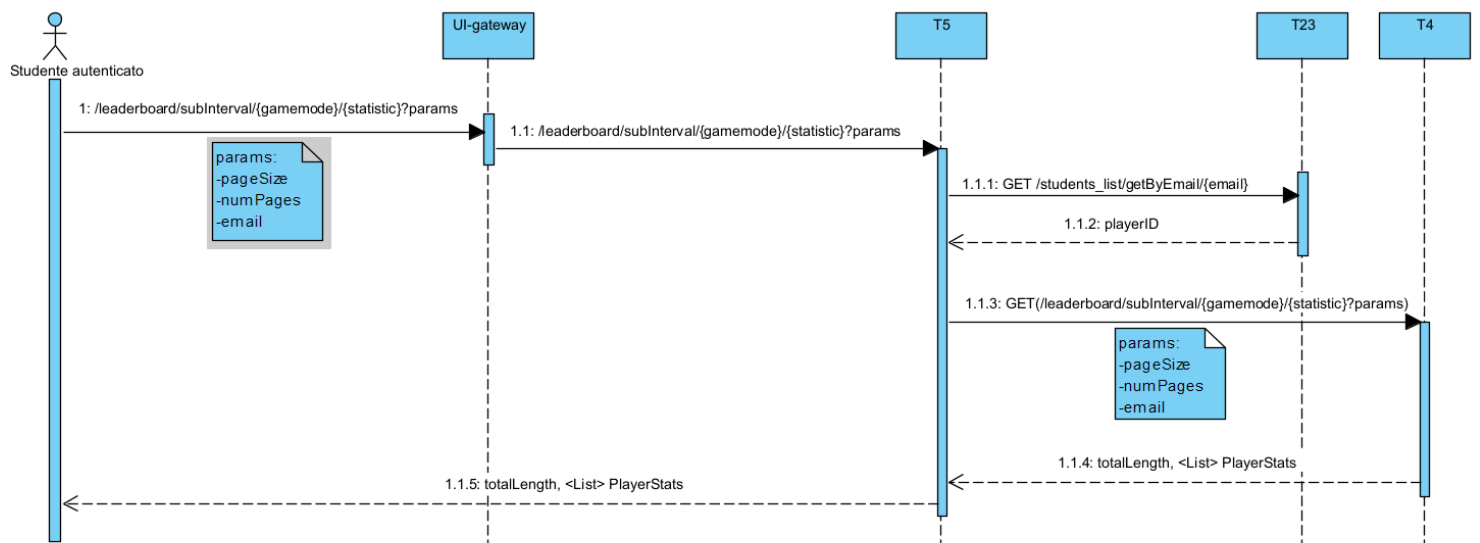 UI-gateway
T5
T23
T4
Studente autenticato
1: /leaderboard/subInterval/{gamemode}/{statistic}?params
1.1: /leaderboard/subInterval/{gamemode}/{statistic}?params
params:
-pageSize
-numPages
-email
1.1.1: GET /students_list/getByEmail/{email}
1.1.2: playerID
1.1.3: GET(/leaderboard/subInterval/{gamemode}/{statistic}?params)
params:
-pageSize
-numPages
-email
1.1.4: totalLength, <List> PlayerStats
1.1.5: totalLength, <List> PlayerStats